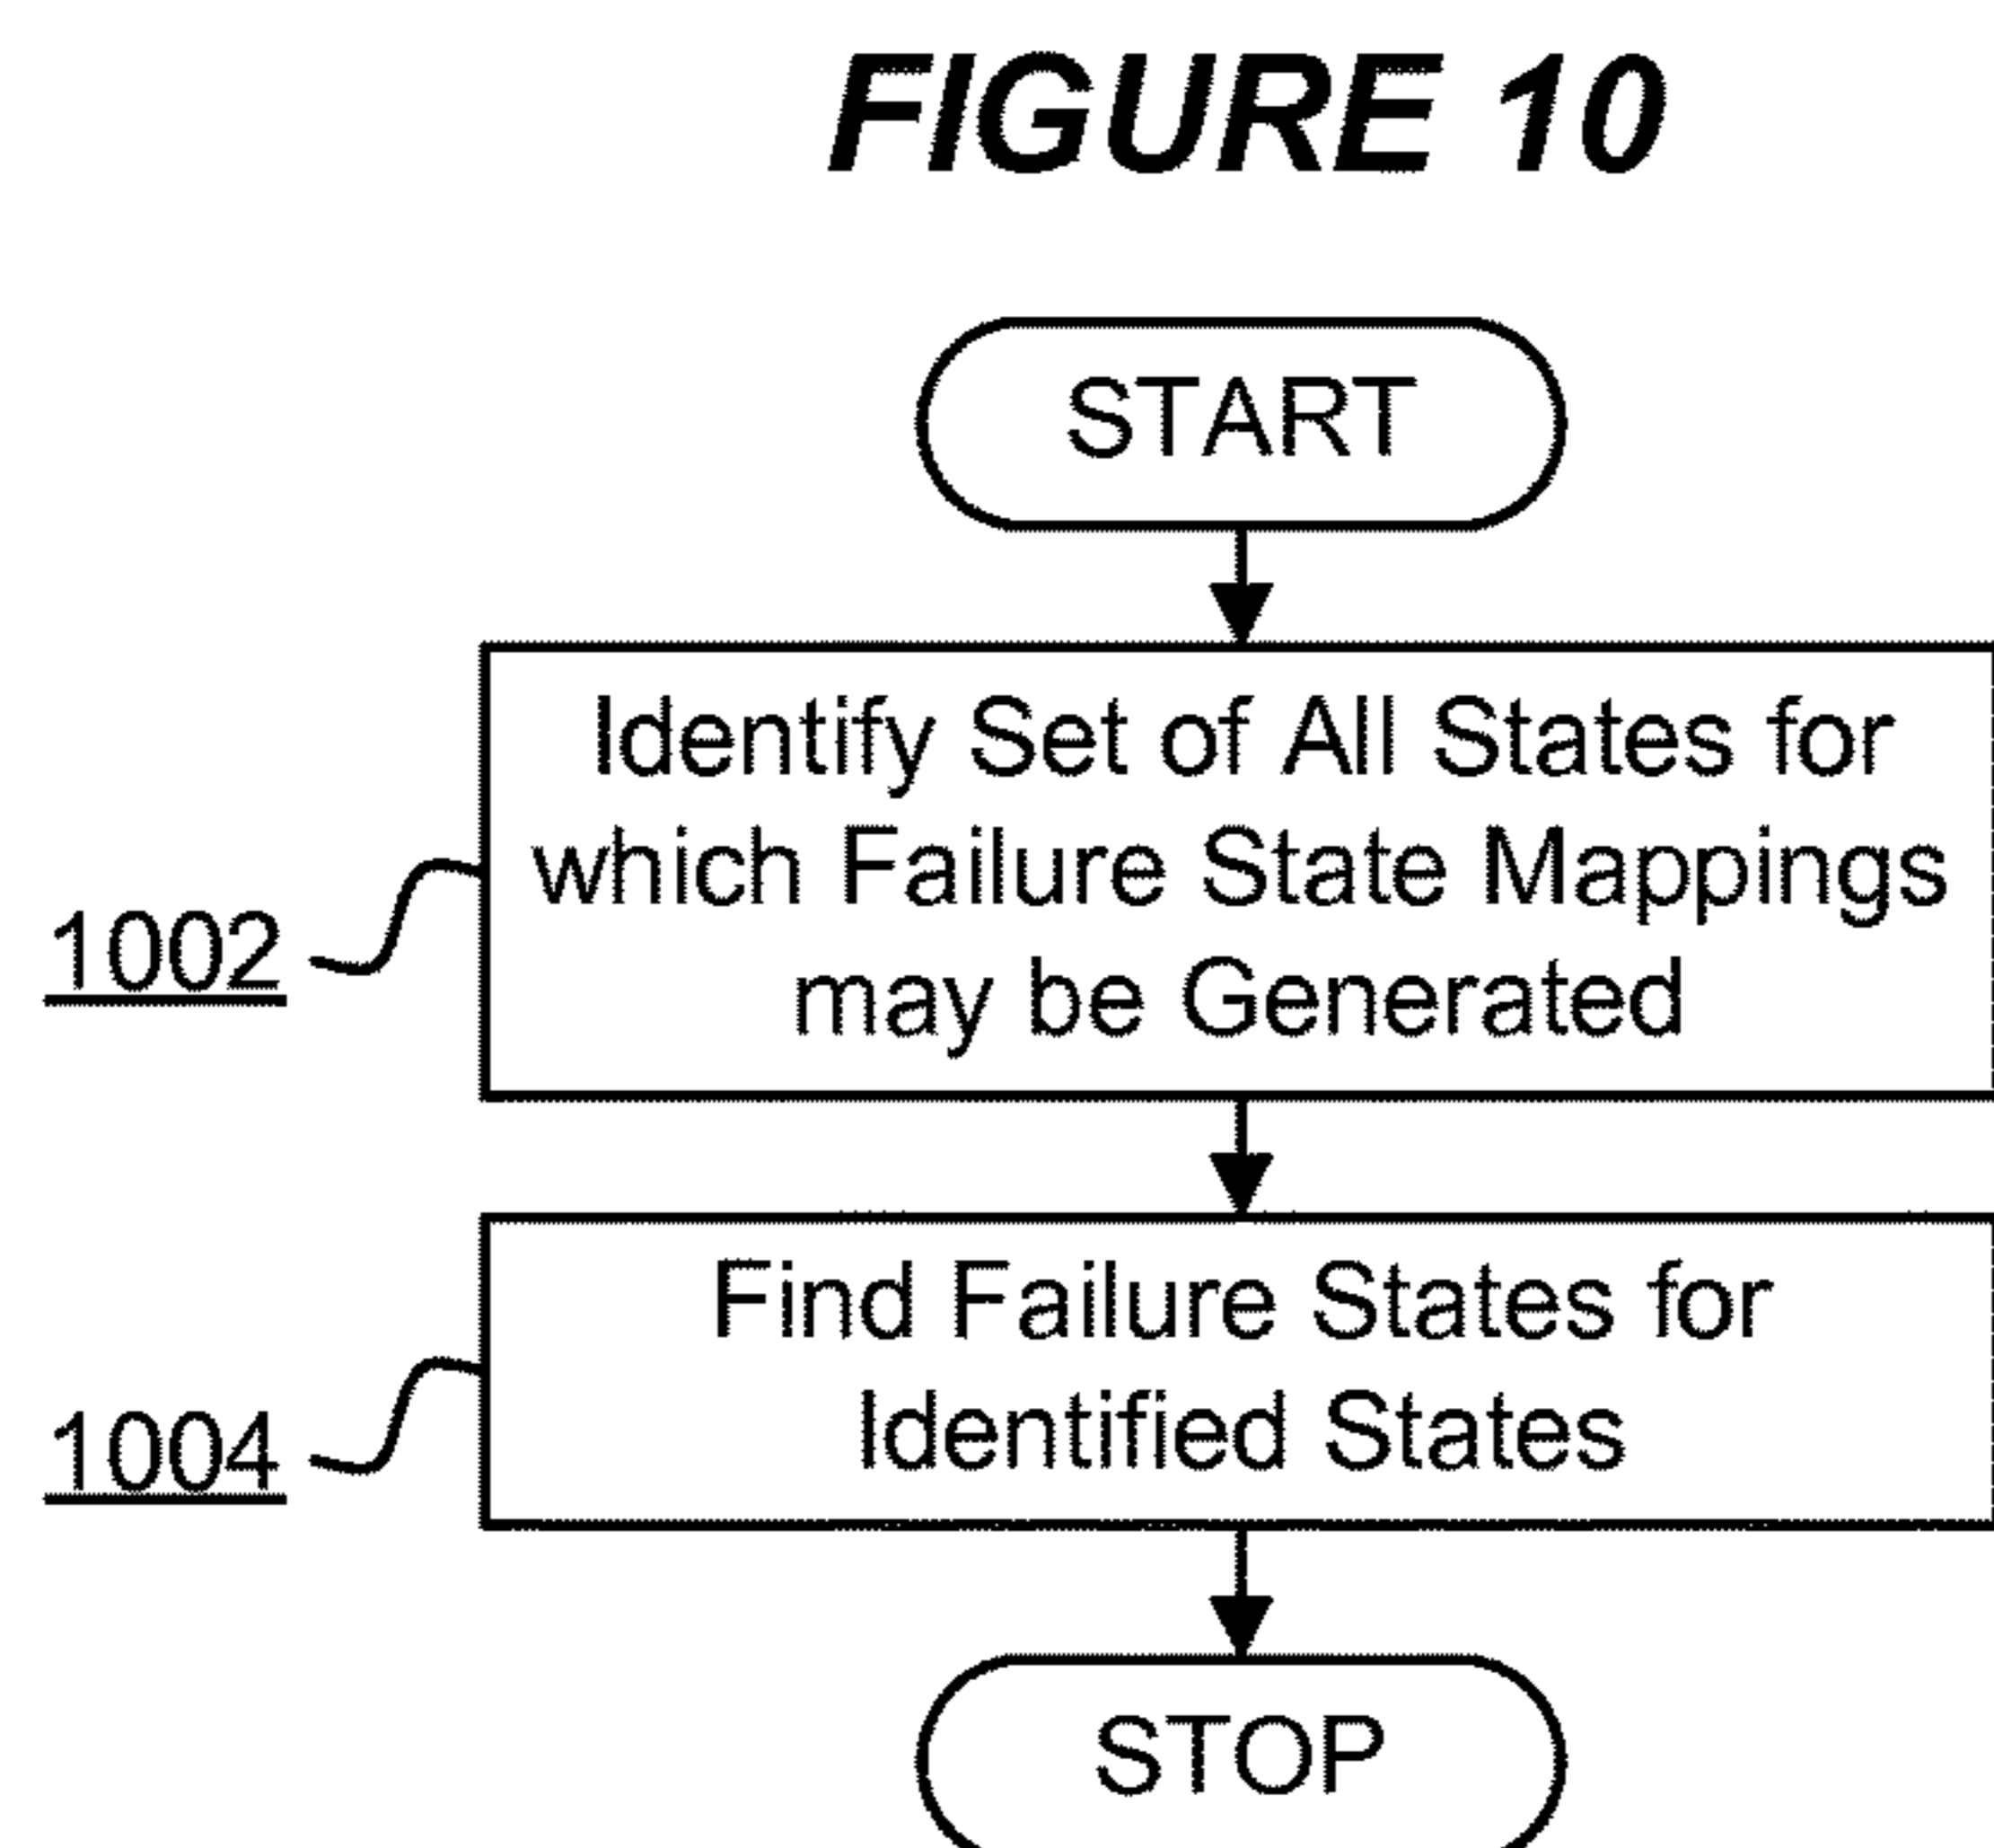 FIGURE 10
START
Identify Set of All States for
which Failure State Mappings
may be Generated
1002
Find Failure States for
Identified States
1004
STOP